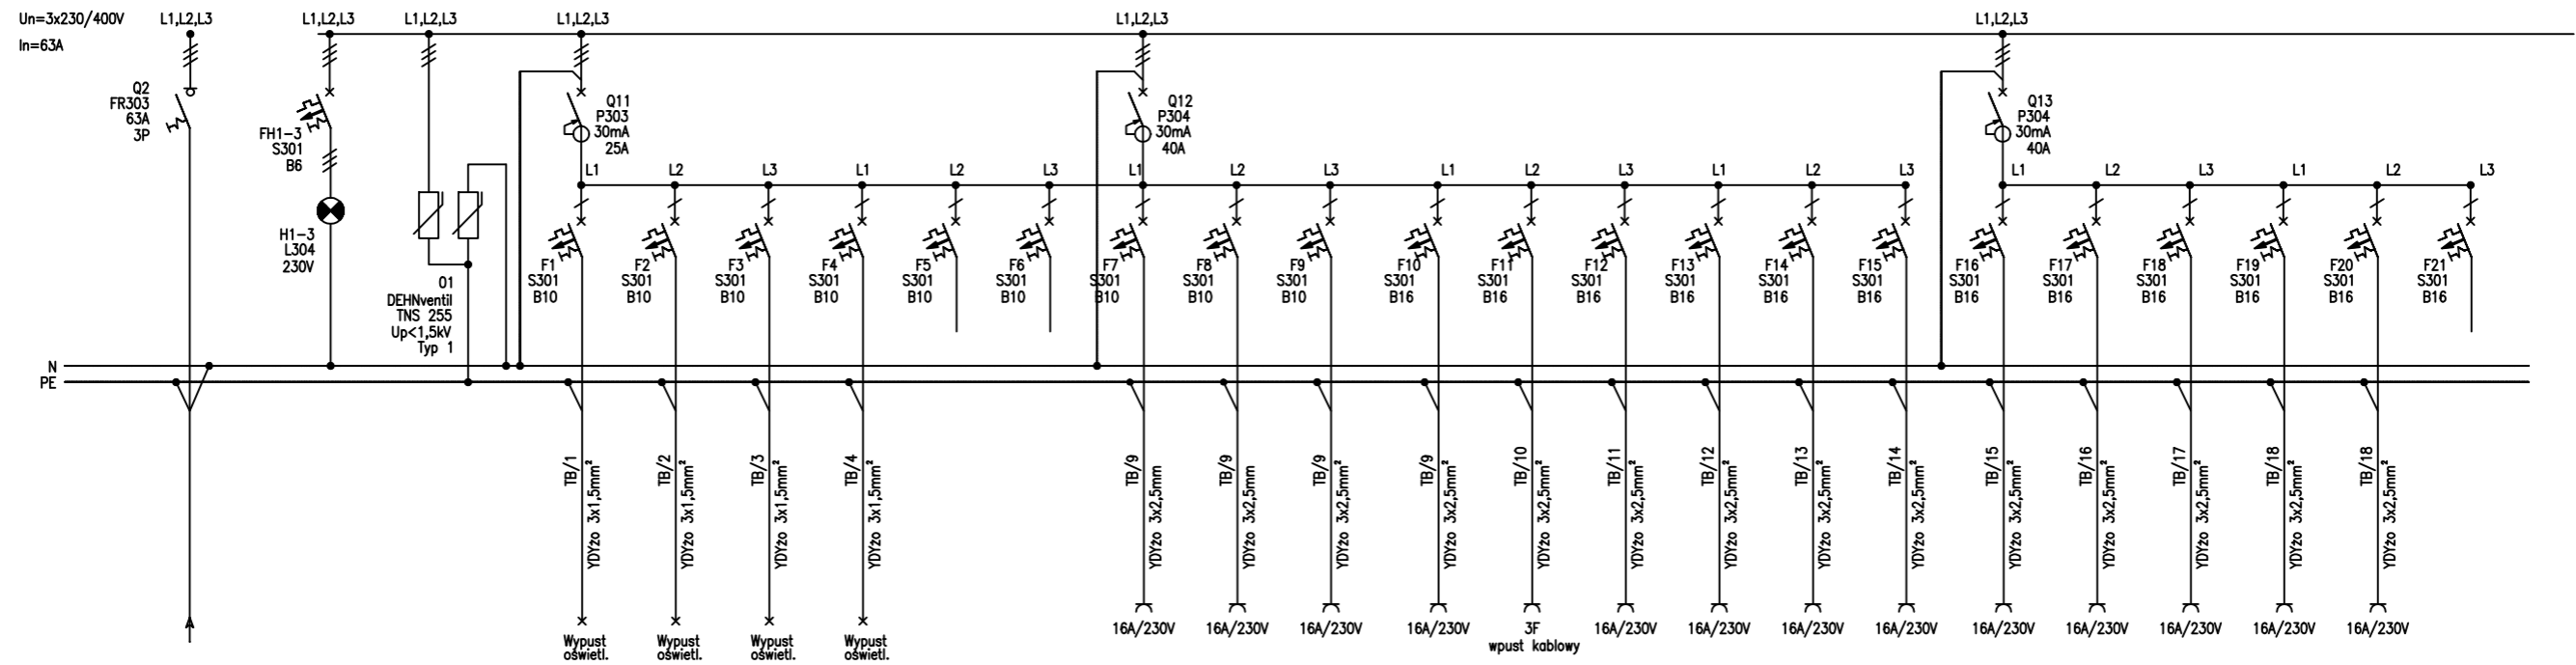 Un=3x230/400V
In=63A
L1,L2,L3
L1,L2,L3
L1,L2,L3
L1,L2,L3
L1,L2,L3
L1,L2,L3
Q2
FR303
63A
3P
FH1-3
S301
B6
H1-3
L304
230V
O1
DEHNventil
TNS 255
Up<1,5kV
Typ 1
Q11
P303
30mA
25A
Q12
P304
30mA
40A
Q13
P304
30mA
40A
L1 L2 L3 L1 L2 L3 L1 L2 L3 L1 L2 L3 L1 L2 L3 L1 L2 L3 L1 L2 L3
F1
S301
B10
F2
S301
B10
F3
S301
B10
F4
S301
B10
F5
S301
B10
F6
S301
B10
F7
S301
B10
F8
S301
B10
F9
S301
B10
F10
S301
B16
F11
S301
B16
F12
S301
B16
F13
S301
B16
F14
S301
B16
F15
S301
B16
F16
S301
B16
F17
S301
B16
F18
S301
B16
F19
S301
B16
F20
S301
B16
F21
S301
B16
N
PE
TB/1
YDYżo 3x1,5mm²
TB/2
YDYżo 3x1,5mm²
TB/3
YDYżo 3x1,5mm²
TB/4
YDYżo 3x1,5mm²
TB/9
YDYżo 3x2,5mm
TB/9
YDYżo 3x2,5mm
TB/9
YDYżo 3x2,5mm²
TB/9
YDYżo 3x2,5mm²
TB/10
YDYżo 3x2,5mm²
TB/11
YDYżo 3x2,5mm²
TB/12
YDYżo 3x2,5mm²
TB/13
YDYżo 3x2,5mm²
TB/14
YDYżo 3x2,5mm²
TB/15
YDYżo 3x2,5mm²
TB/16
YDYżo 3x2,5mm²
TB/17
YDYżo 3x2,5mm²
TB/18
YDYżo 3x2,5mm²
TB/18
YDYżo 3x2,5mm²
Wypust
oświetl.
Wypust
oświetl.
Wypust
oświetl.
Wypust
oświetl.
16A/230V
16A/230V
16A/230V
16A/230V
3F
wpust kablowy
16A/230V
16A/230V
16A/230V
16A/230V
16A/230V
16A/230V
16A/230V
16A/230V
16A/230V